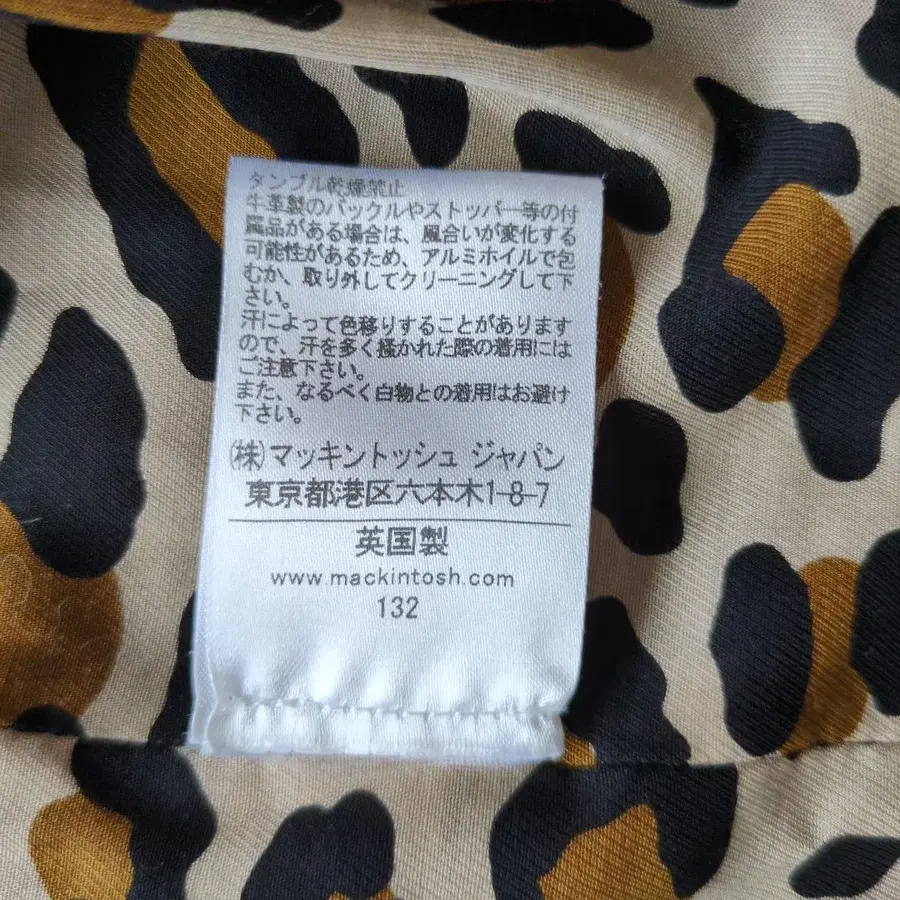 タンブル乾燥禁止
牛革製のバックルやストッパー等の付
属品がある場合は、風合いが変化する
可能性があるため、アルミホイルで包
むか、取り外してクリーニングして下
さい。
汗によって色移りすることがあります
ので、汗を多く掻かれた際の着用には
ご注意下さい。
また、なるべく白物との着用はお避け
下さい。
(株)マッキントッシュ ジャパン
東京都港区六本木1-8-7
英国製
www.mackintosh.com
132